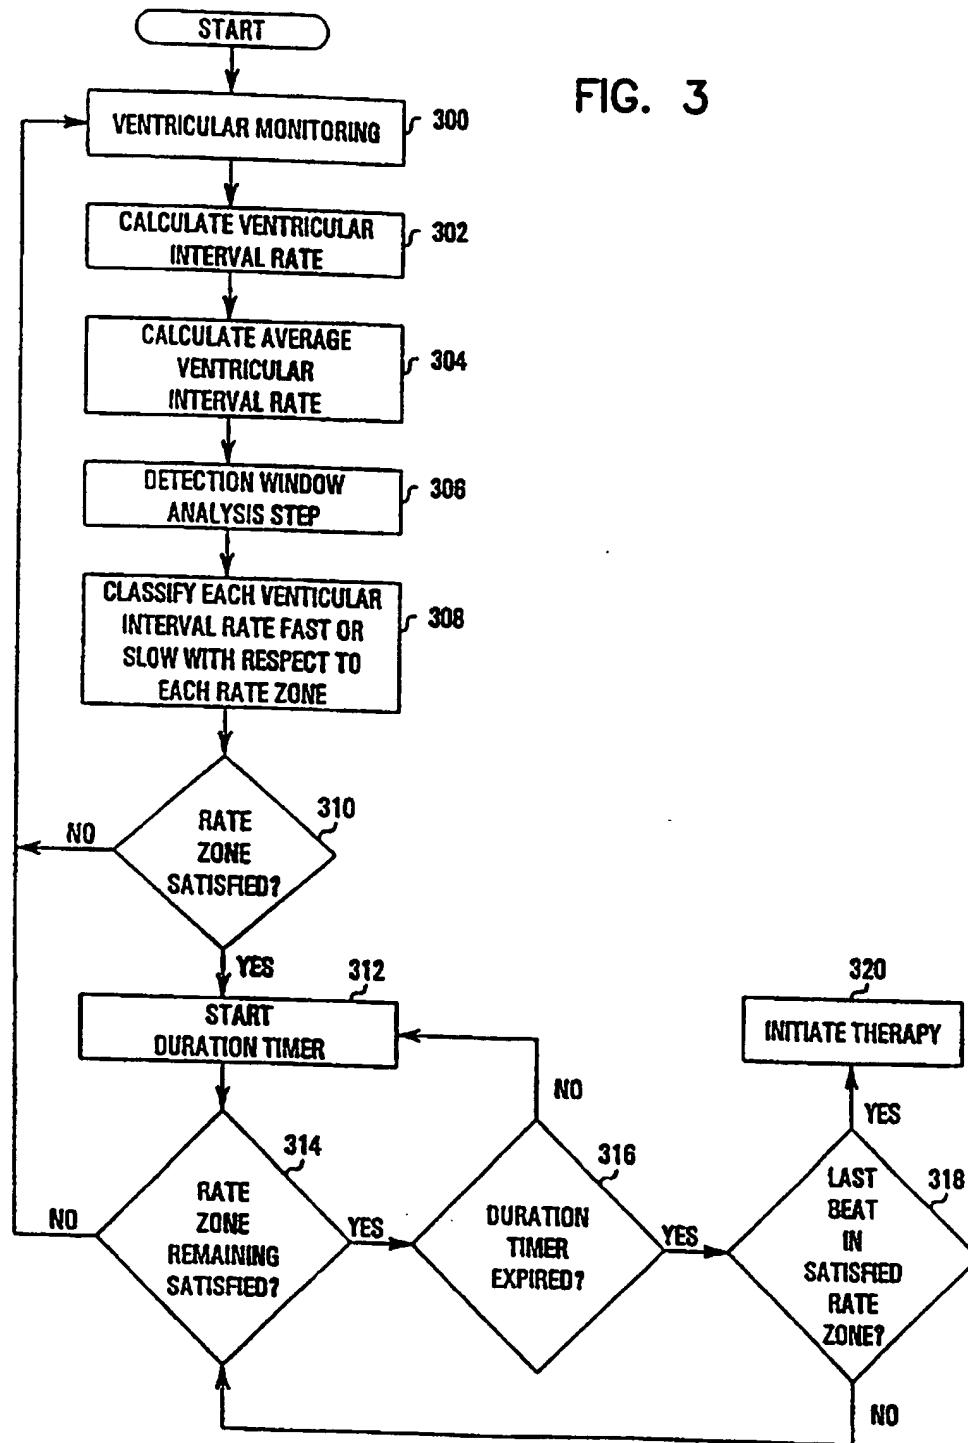 START
FIG. 3
VENTRICULAR MONITORING
300
CALCULATE VENTRICULAR
INTERVAL RATE
302
CALCULATE AVERAGE
VENTRICULAR
INTERVAL RATE
304
DETECTION WINDOW
ANALYSIS STEP
306
CLASSIFY EACH VENTICULAR
INTERVAL RATE FAST OR
SLOW WITH RESPECT TO
EACH RATE ZONE
308
RATE
ZONE
SATISFIED?
310
NO
YES
START
DURATION TIMER
312
RATE
ZONE
REMAINING
SATISFIED?
314
NO
YES
DURATION
TIMER
EXPIRED?
316
NO
YES
LAST
BEAT
IN
SATISFIED
RATE
ZONE?
318
YES
NO
INITIATE THERAPY
320